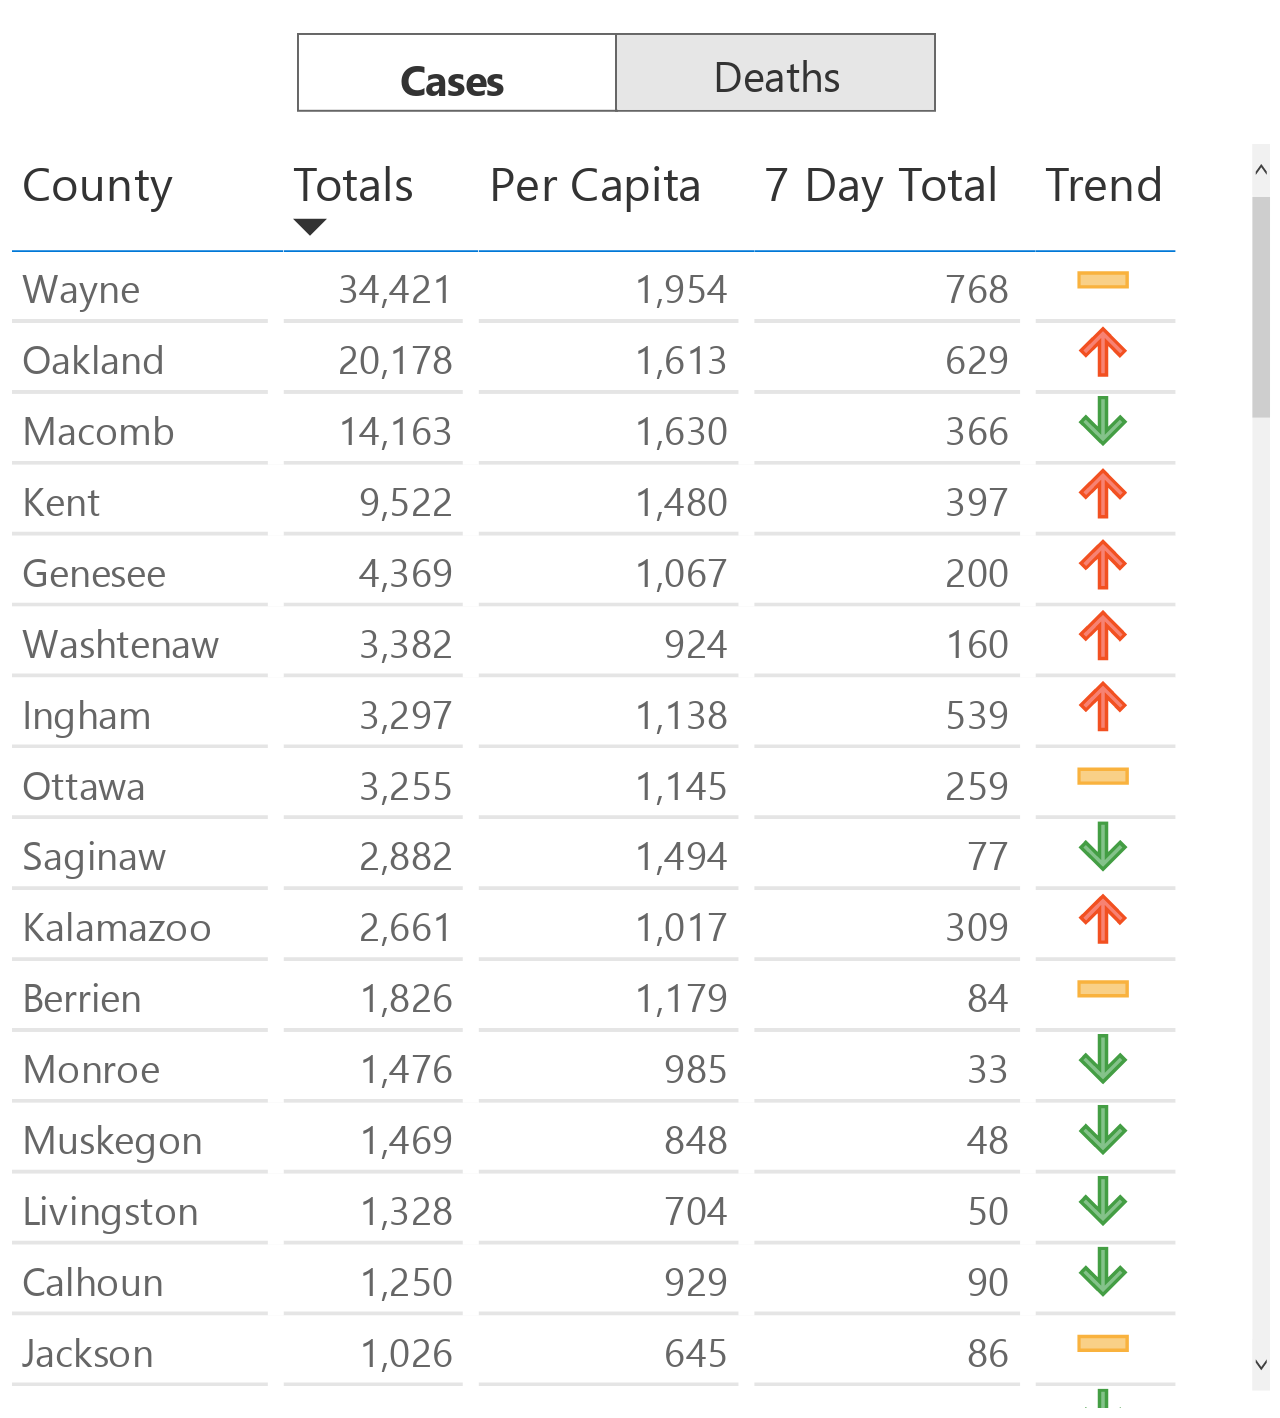 Cases Deaths
County Totals Per Capita 7 Day Total Trend
Wayne 34,421 1,954 768
Oakland 20,178 1,613 629
Macomb 14,163 1,630 366
Kent 9,522 1,480 397
Genesee 4,369 1,067 200
Washtenaw 3,382 924 160
Ingham 3,297 1,138 539
Ottawa 3,255 1,145 259
Saginaw 2,882 1,494 77
Kalamazoo 2,661 1,017 309
Berrien 1,826 1,179 84
Monroe 1,476 985 33
Muskegon 1,469 848 48
Livingston 1,328 704 50
Calhoun 1,250 929 90
Jackson 1,026 645 86